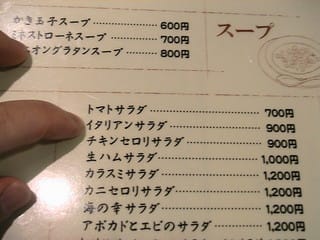 かき玉子スープ……………600円
ミネストローネスープ………700円
オニオングラタンスープ……800円
スープ
トマトサラダ……………………700円
イタリアンサラダ………………900円
チキンセロリサラダ……………900円
生ハムサラダ…………………1,000円
カラスミサラダ………………1,200円
カニセロリサラダ……………1,200円
海の幸サラダ…………………1,200円
アボカドとエビのサラダ……1,200円